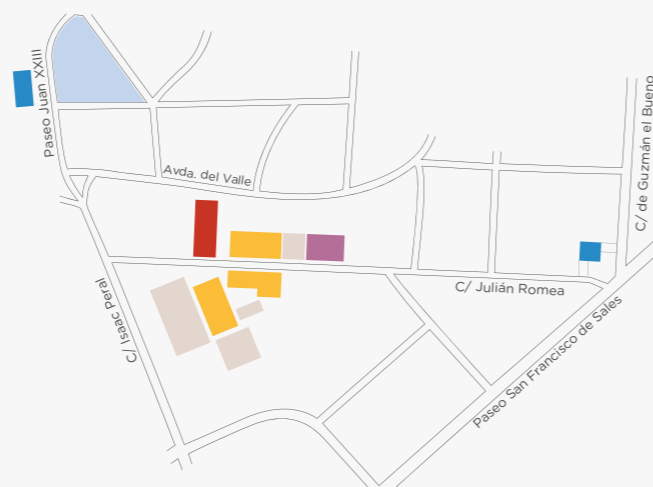 Paseo Juan XXIII
C/ de Guzmán el Bueno
Avda. del Valle
C/ Julián Romea
C/ Isaac Peral
Paseo San Francisco de Sales